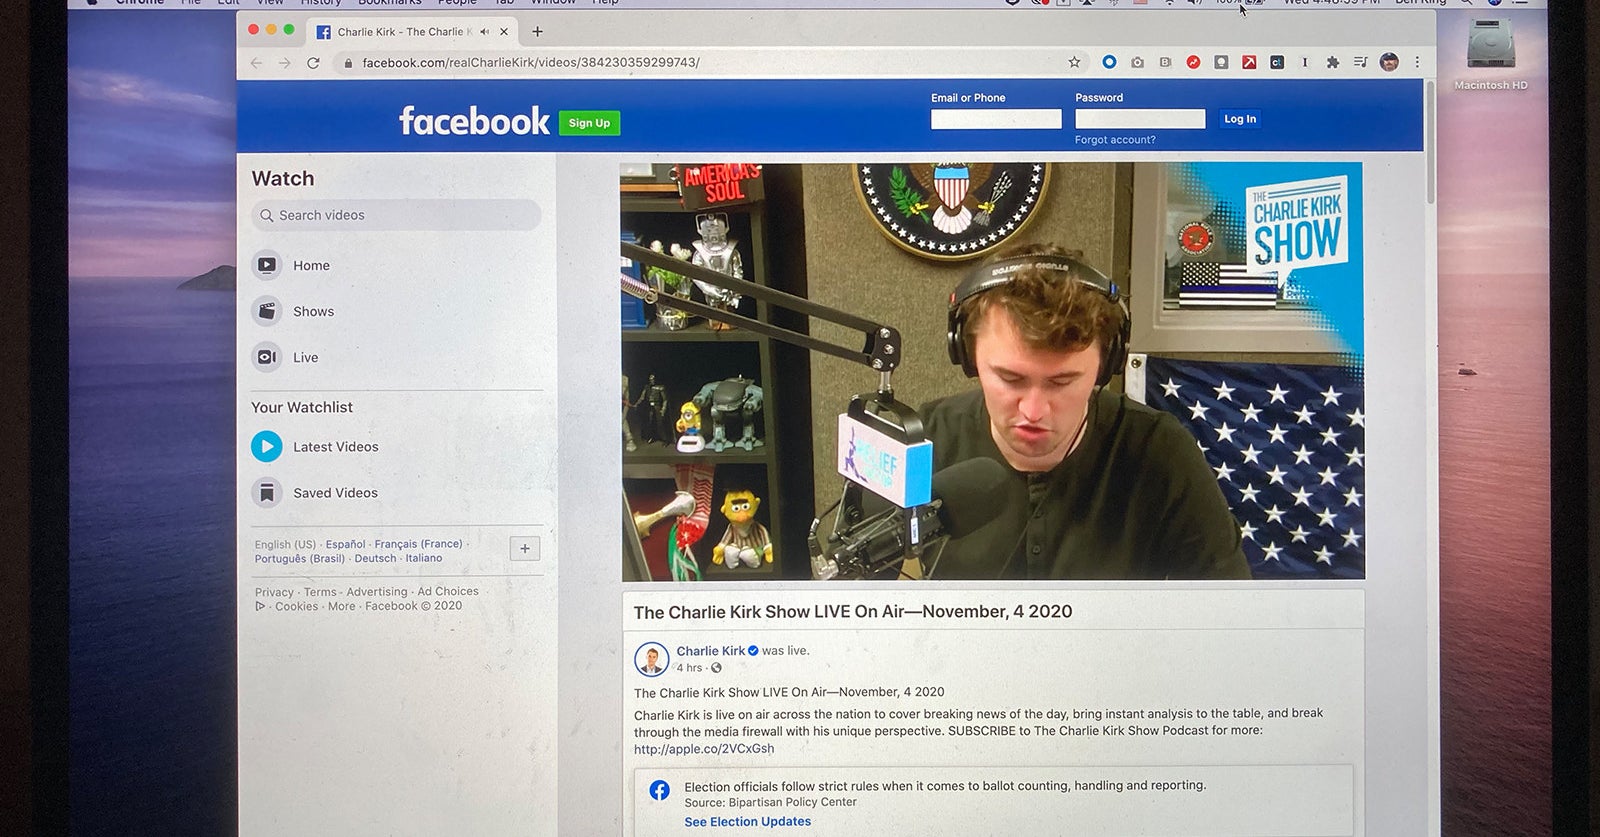 Chrome File Edit View History Bookmarks People Tab Window Help
100%
Wed 4:46:59 PM Ben King
Charlie Kirk - The Charlie K
facebook.com/realCharlieKirk/videos/384230359299743/
Macintosh HD
facebook
Sign Up
Email or Phone
Password
Log In
Forgot account?
Watch
Search videos
Home
Shows
Live
Your Watchlist
Latest Videos
Saved Videos
English (US) · Español · Français (France) ·
Português (Brasil) · Deutsch · Italiano
Privacy · Terms · Advertising · Ad Choices
· Cookies · More · Facebook © 2020
AMERICA'S
SOUL
THE
CHARLIE KIRK
SHOW
RELIEF
The Charlie Kirk Show LIVE On Air—November, 4 2020
Charlie Kirk was live.
4 hrs ·
The Charlie Kirk Show LIVE On Air—November, 4 2020
Charlie Kirk is live on air across the nation to cover breaking news of the day, bring instant analysis to the table, and break
through the media firewall with his unique perspective. SUBSCRIBE to The Charlie Kirk Show Podcast for more:
http://apple.co/2VCxGsh
Election officials follow strict rules when it comes to ballot counting, handling and reporting.
Source: Bipartisan Policy Center
See Election Updates